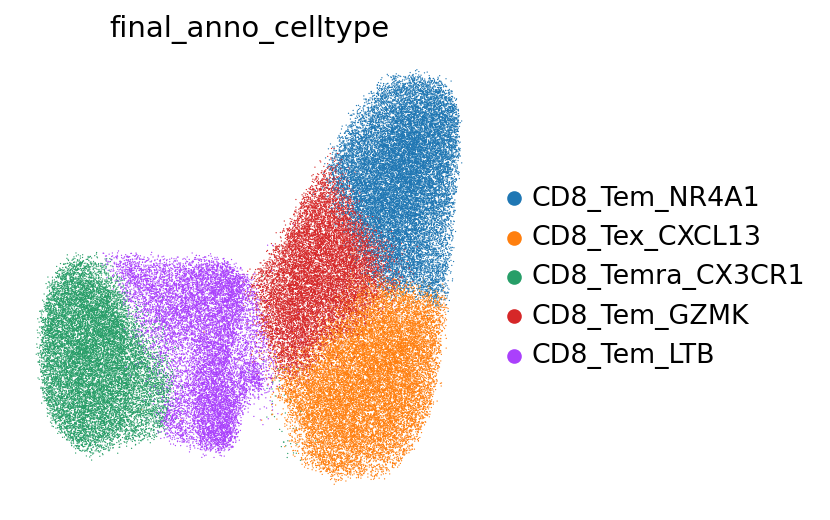 final_anno_celltype
CD8_Tem_NR4A1
CD8_Tex_CXCL13
CD8_Temra_CX3CR1
CD8_Tem_GZMK
CD8_Tem_LTB